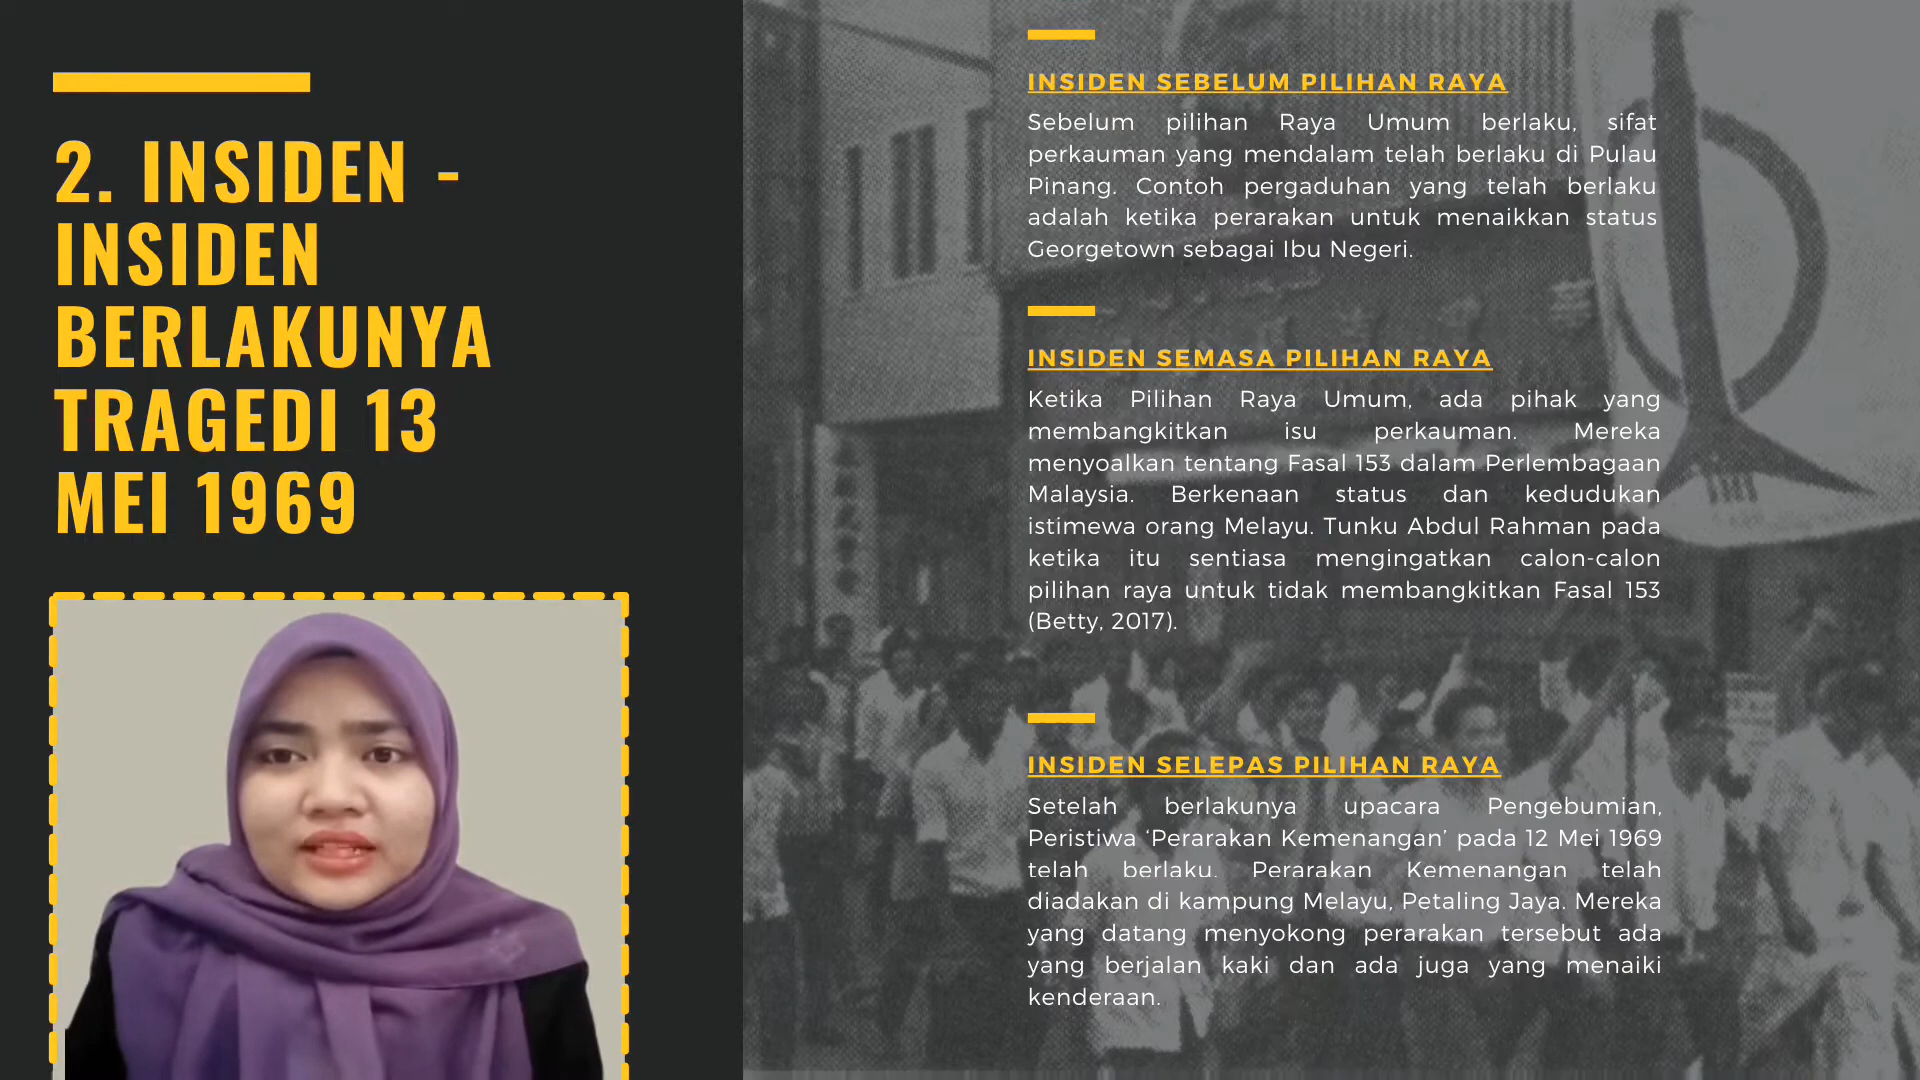 2. INSIDEN -
INSIDEN
BERLAKUNYA
TRAGEDI 13
MEI 1969
INSIDEN SEBELUM PILIHAN RAYA
Sebelum pilihan Raya Umum berlaku, sifat
perkauman yang mendalam telah berlaku di Pulau
Pinang. Contoh pergaduhan yang telah berlaku
adalah ketika perarakan untuk menaikkan status
Georgetown sebagai Ibu Negeri.
INSIDEN SEMASA PILIHAN RAYA
Ketika Pilihan Raya Umum, ada pihak yang
membangkitkan isu perkauman. Mereka
menyoalkan tentang Fasal 153 dalam Perlembagaan
Malaysia. Berkenaan status dan kedudukan
istimewa orang Melayu. Tunku Abdul Rahman pada
ketika itu sentiasa mengingatkan calon-calon
pilihan raya untuk tidak membangkitkan Fasal 153
(Betty, 2017).
INSIDEN SELEPAS PILIHAN RAYA
Setelah berlakunya upacara Pengebumian,
Peristiwa ‘Perarakan Kemenangan’ pada 12 Mei 1969
telah berlaku. Perarakan Kemenangan telah
diadakan di kampung Melayu, Petaling Jaya. Mereka
yang datang menyokong perarakan tersebut ada
yang berjalan kaki dan ada juga yang menaiki
kenderaan.